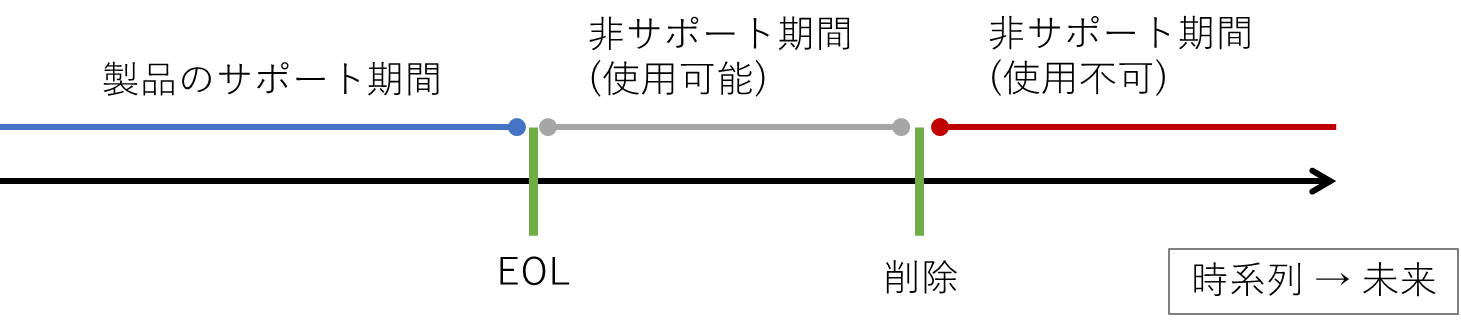 製品のサポート期間
非サポート期間
(使用可能)
非サポート期間
(使用不可)
EOL
削除
時系列 → 未来